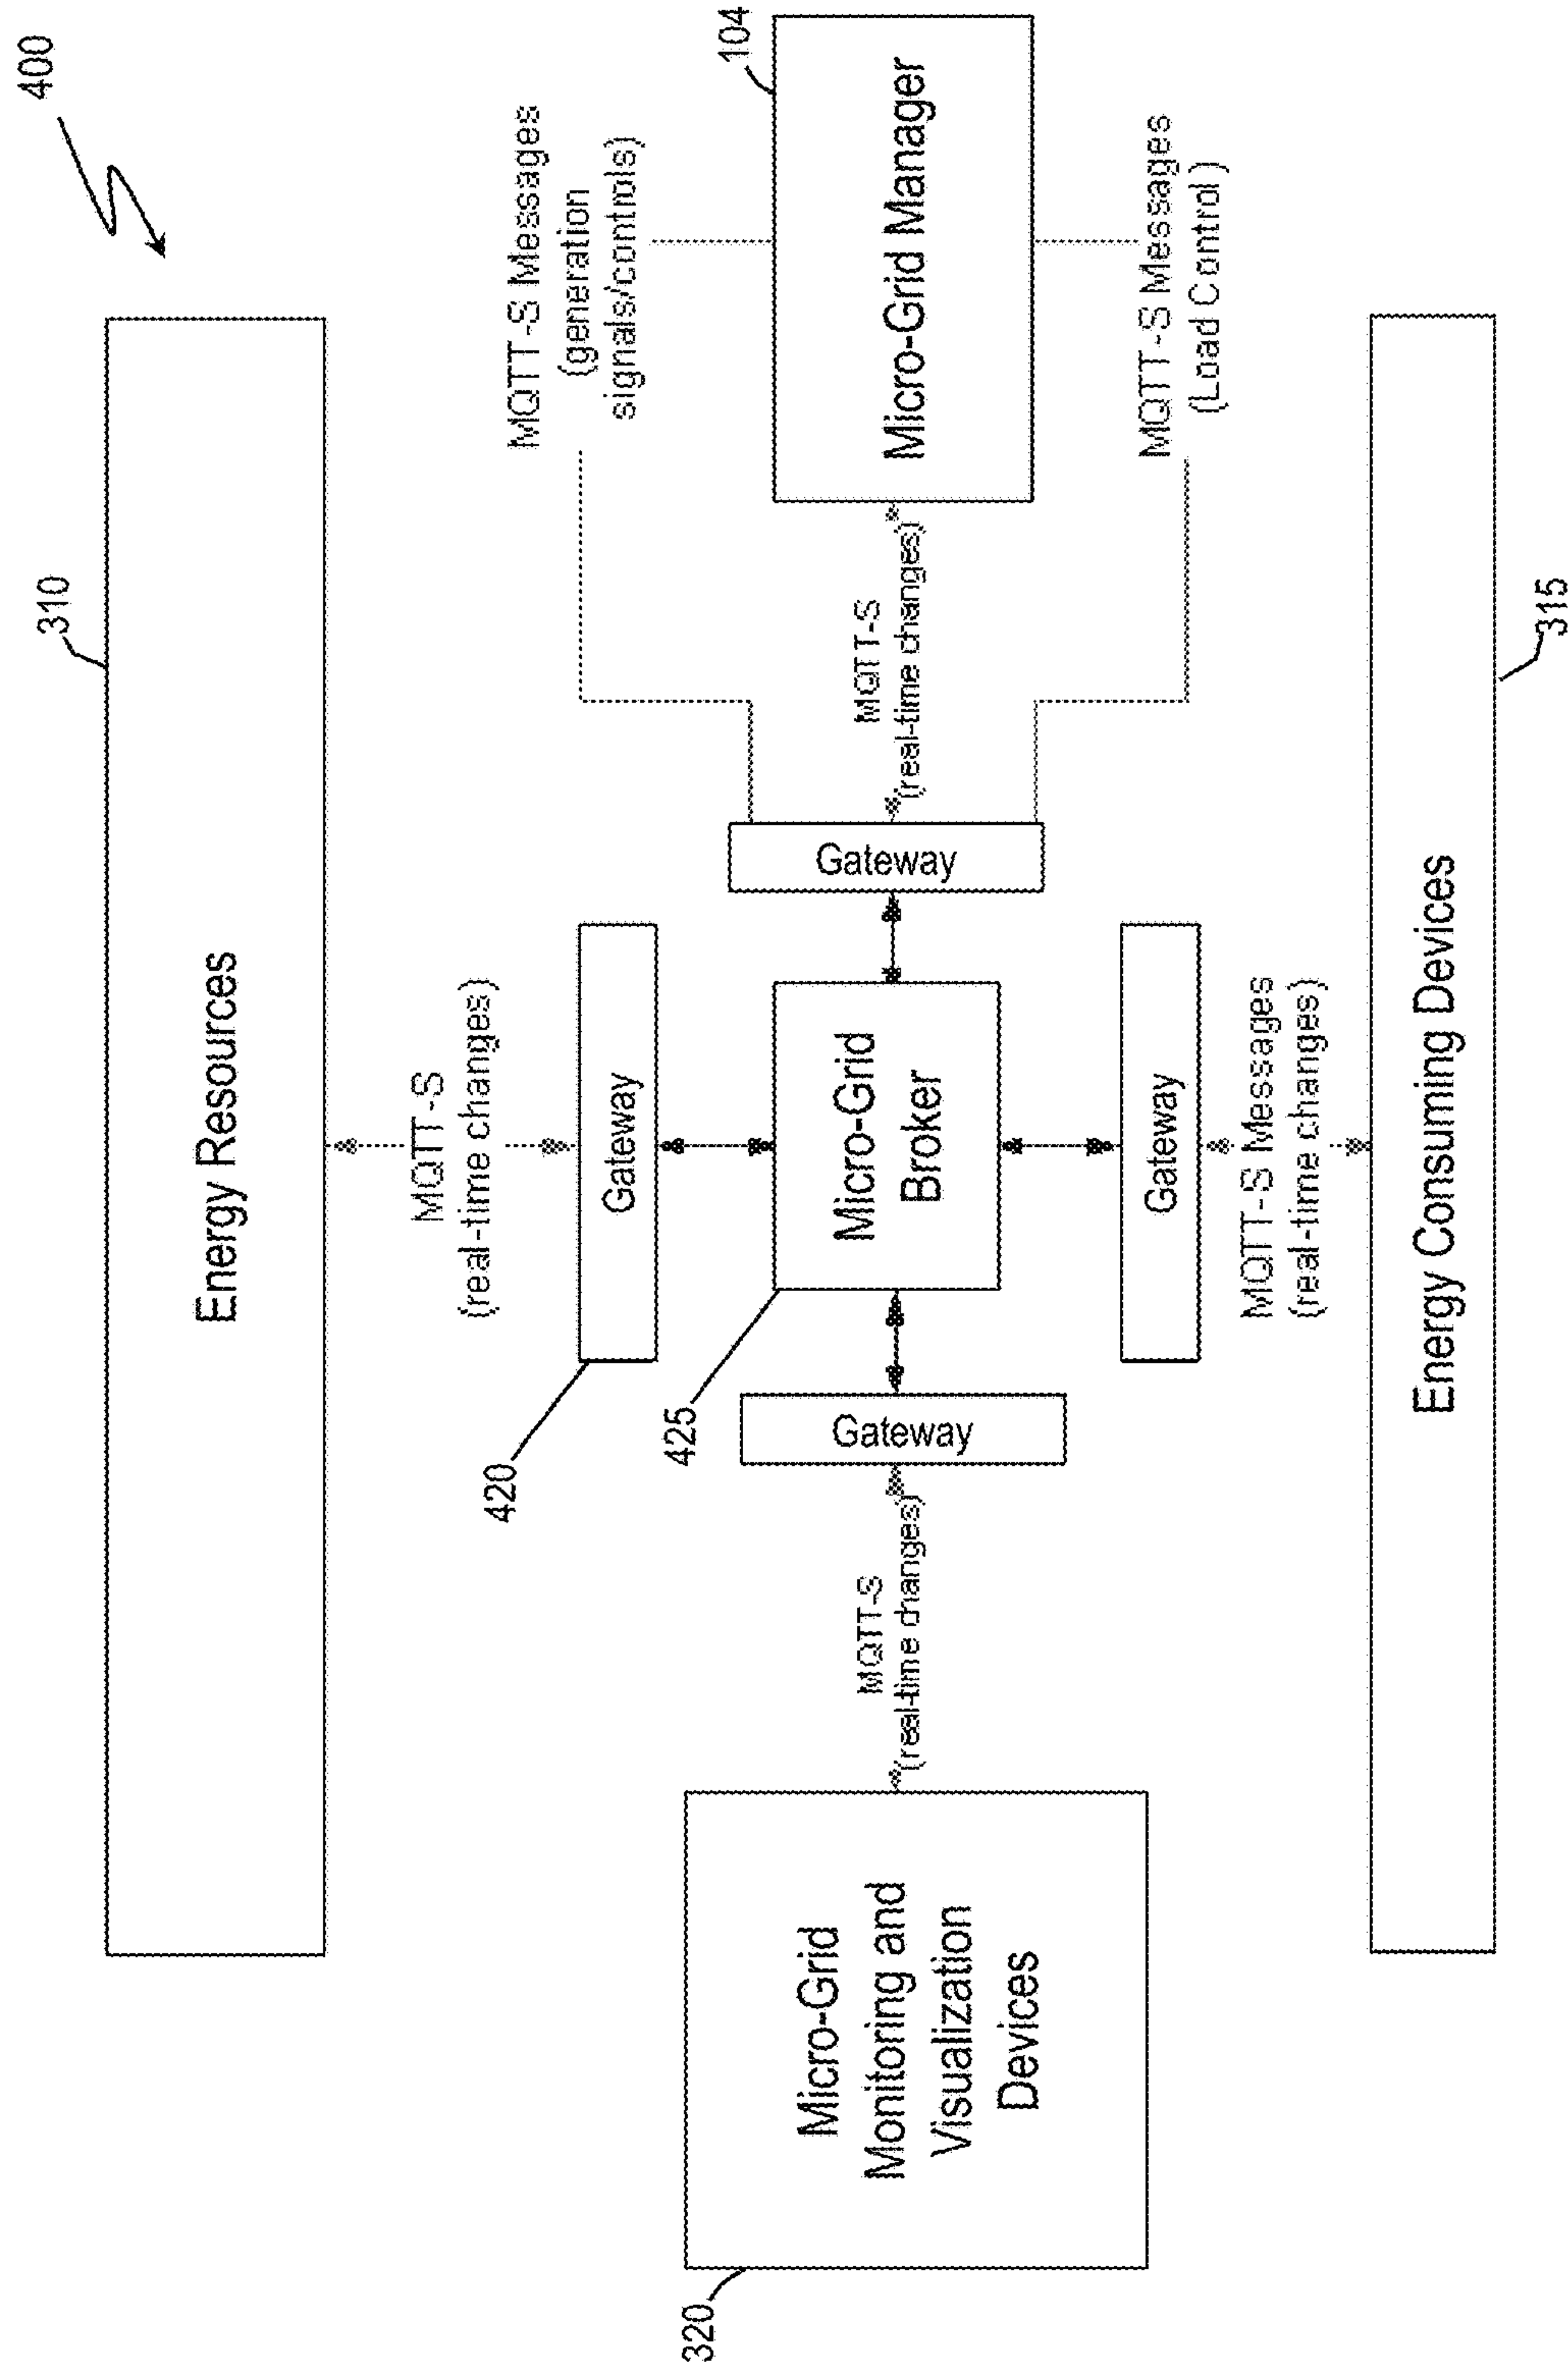 400
310
Energy Resources
MQTT-S
(real-time changes)
MQTT-S Messages
(generation
signals/controls)
420
Gateway
104
320
Micro-Grid
Monitoring and
Visualization
Devices
MQTT-S
(real-time changes)
Gateway
425
Micro-Grid
Broker
Gateway
MQTT-S
(real-time changes)
Micro-Grid Manager
Gateway
MQTT-S Messages
(real-time changes)
MQTT-S Messages
(Load Control)
Energy Consuming Devices
315